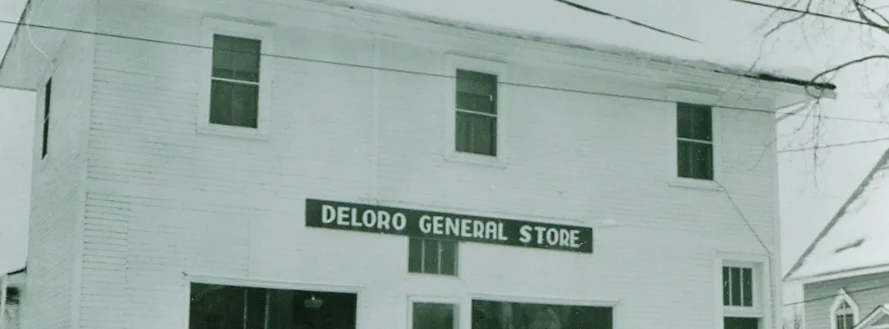 DELORO GENERAL STORE